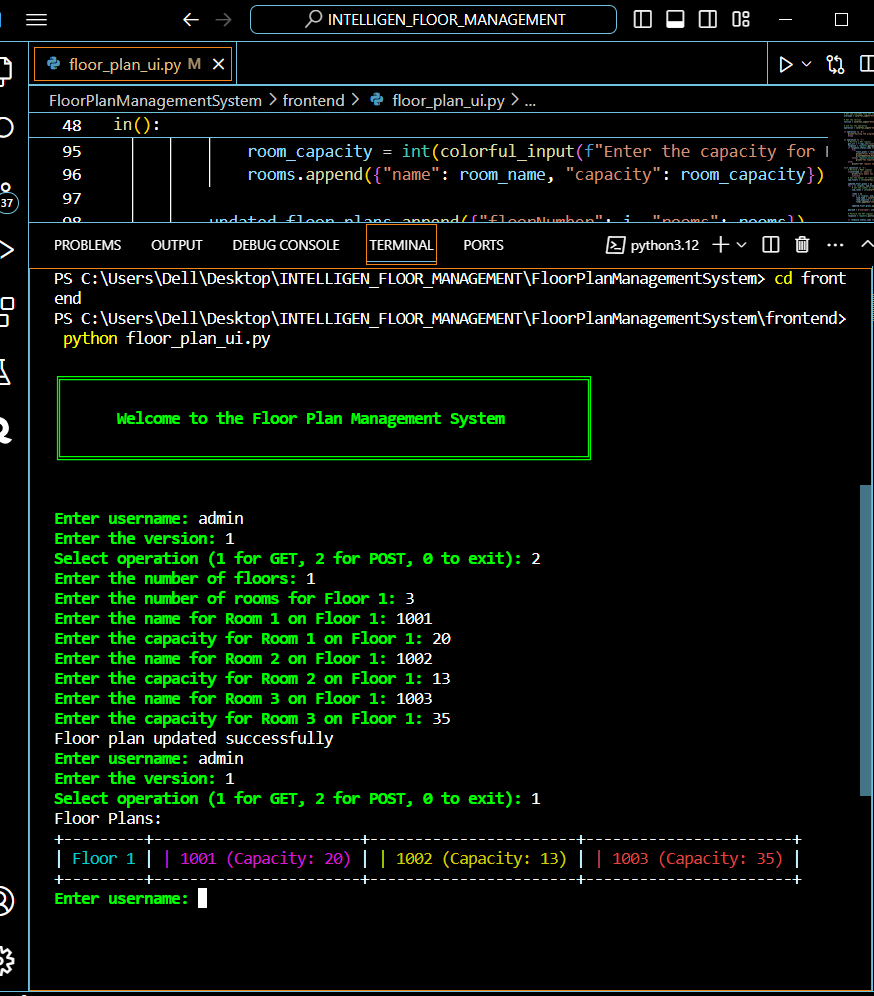 INTELLIGEN_FLOOR_MANAGEMENT
floor_plan_ui.py M
FloorPlanManagementSystem > frontend > floor_plan_ui.py > ...
48 in():
95 room_capacity = int(colorful_input(f"Enter the capacity for
96 rooms.append({"name": room_name, "capacity": room_capacity})
97
98 updated_floor_plans.append({"floorNumber": i, "rooms": rooms})
37
PROBLEMS OUTPUT DEBUG CONSOLE TERMINAL PORTS python3.12
PS C:\Users\Dell\Desktop\INTELLIGEN_FLOOR_MANAGEMENT\FloorPlanManagementSystem> cd front
end
PS C:\Users\Dell\Desktop\INTELLIGEN_FLOOR_MANAGEMENT\FloorPlanManagementSystem\frontend>
python floor_plan_ui.py
Welcome to the Floor Plan Management System
Enter username: admin
Enter the version: 1
Select operation (1 for GET, 2 for POST, 0 to exit): 2
Enter the number of floors: 1
Enter the number of rooms for Floor 1: 3
Enter the name for Room 1 on Floor 1: 1001
Enter the capacity for Room 1 on Floor 1: 20
Enter the name for Room 2 on Floor 1: 1002
Enter the capacity for Room 2 on Floor 1: 13
Enter the name for Room 3 on Floor 1: 1003
Enter the capacity for Room 3 on Floor 1: 35
Floor plan updated successfully
Enter username: admin
Enter the version: 1
Select operation (1 for GET, 2 for POST, 0 to exit): 1
Floor Plans:
+---------+-----------------------+-----------------------+-----------------------+
| Floor 1 | | 1001 (Capacity: 20) | | 1002 (Capacity: 13) | | 1003 (Capacity: 35) |
+---------+-----------------------+-----------------------+-----------------------+
Enter username: